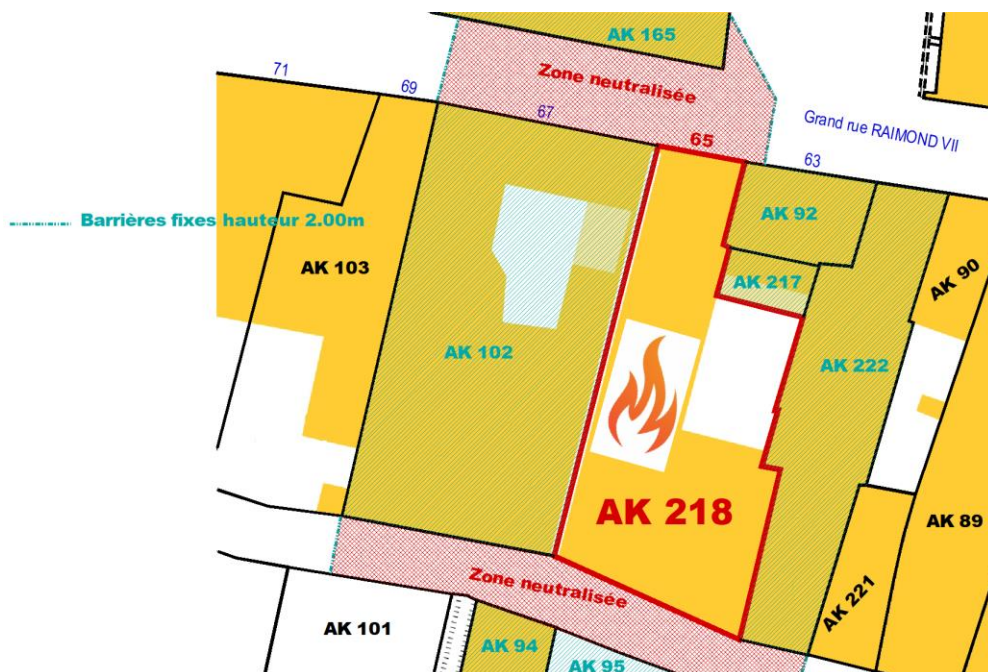 AK 165
Zone neutralisée
71
69
67
65
Grand rue RAIMOND VII
63
Barrières fixes hauteur 2.00m
AK 92
AK 103
AK 217
AK 90
AK 102
AK 222
AK 218
AK 89
Zone neutralisée
AK 221
AK 101
AK 94
AK 95